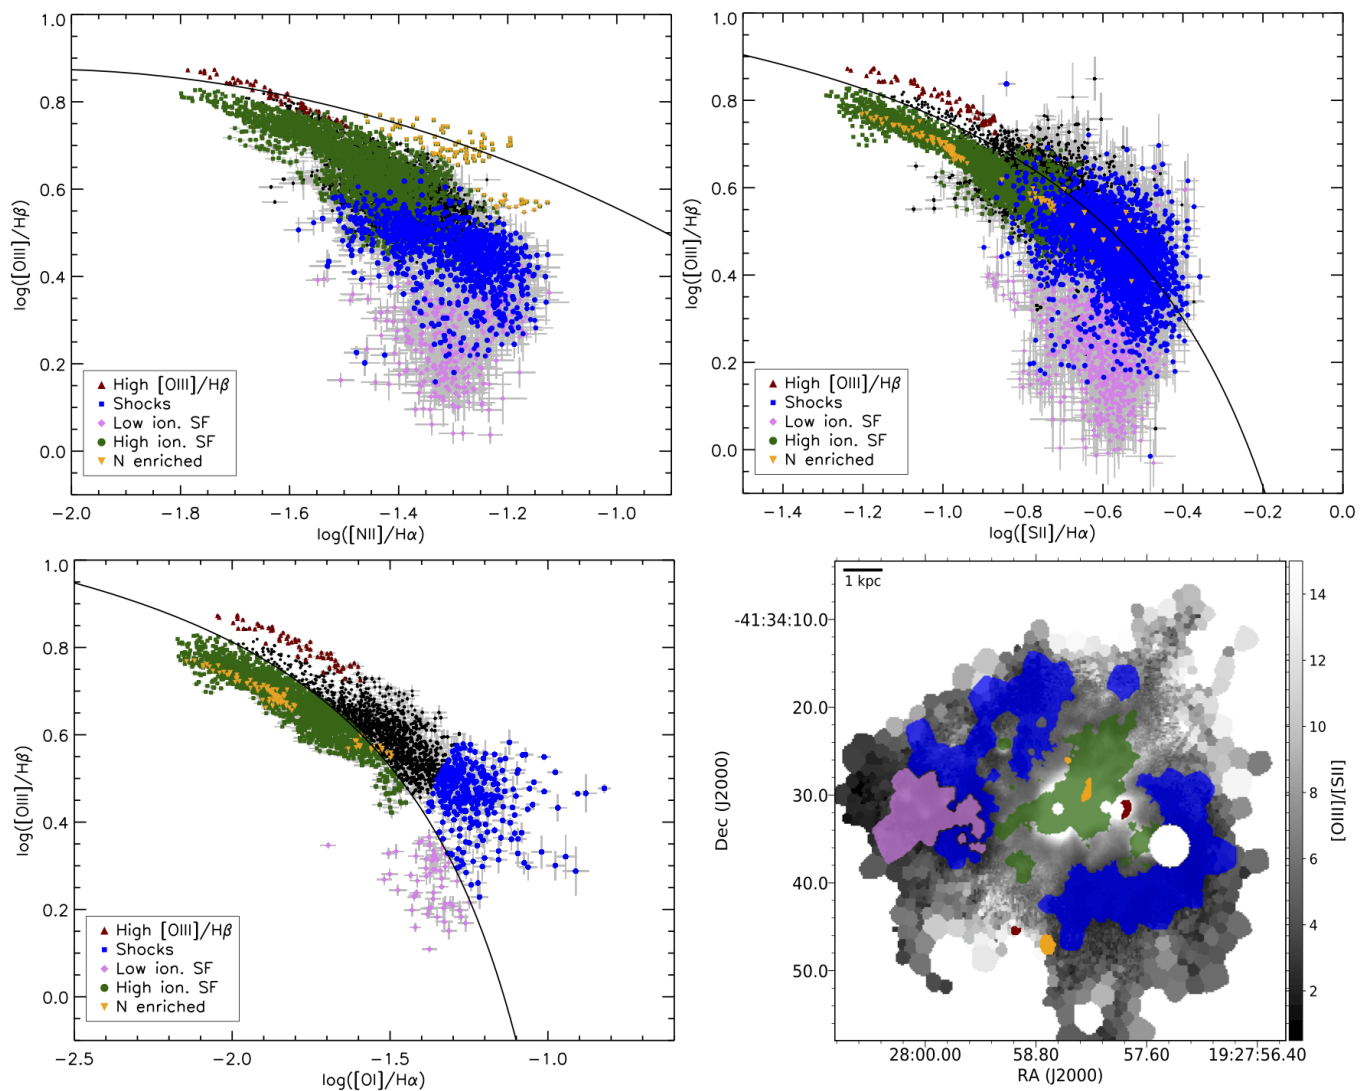 1.0
0.8
0.6
0.4
0.2
0.0
log([OIII]/Hβ)
High [OIII]/Hβ
Shocks
Low ion. SF
High ion. SF
N enriched
−2.0 −1.8 −1.6 −1.4 −1.2 −1.0
log([NII]/Hα)
1.0
0.8
0.6
0.4
0.2
0.0
log([OIII]/Hβ)
High [OIII]/Hβ
Shocks
Low ion. SF
High ion. SF
N enriched
−1.4 −1.2 −1.0 −0.8 −0.6 −0.4 −0.2 0.0
log([SII]/Hα)
1.0
0.8
0.6
0.4
0.2
0.0
log([OIII]/Hβ)
High [OIII]/Hβ
Shocks
Low ion. SF
High ion. SF
N enriched
−2.5 −2.0 −1.5 −1.0
log([OI]/Hα)
1 kpc
-41:34:10.0
20.0
30.0
40.0
50.0
Dec (J2000)
28:00.00 58.80 57.60 19:27:56.40
RA (J2000)
14
12
10
8
6
4
2
[OIII]/[SII]